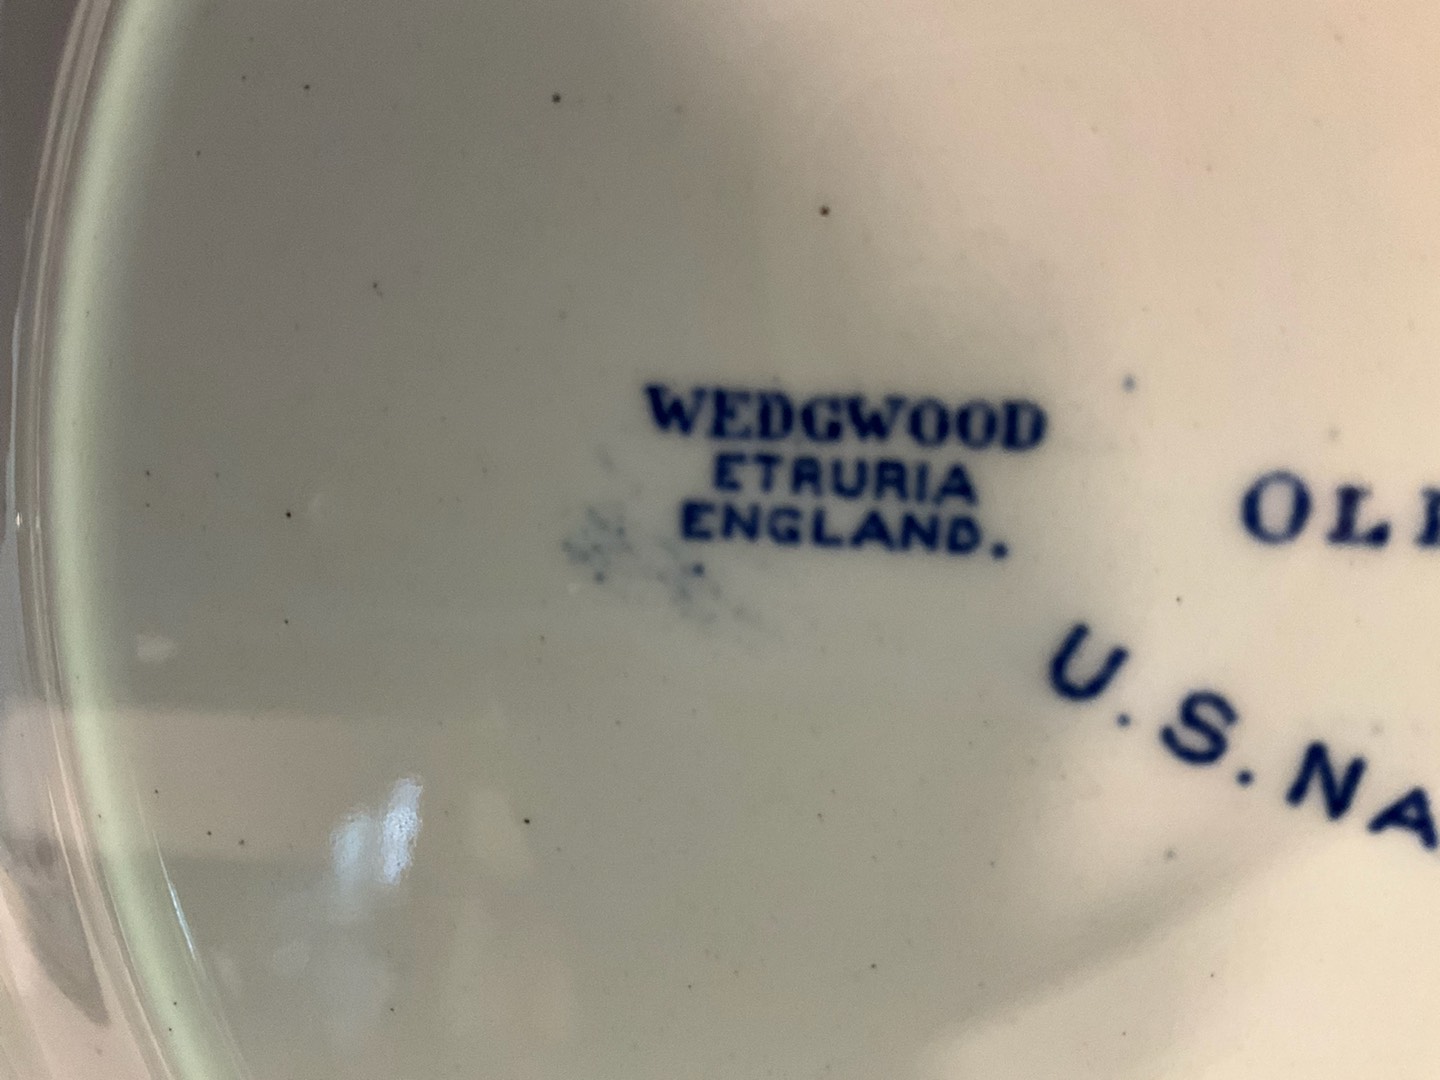 WEDGWOOD
ETRURIA
ENGLAND.
OL
U.S.NA